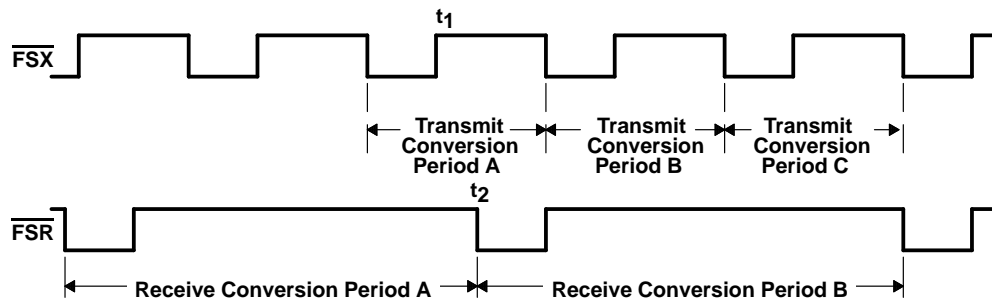 t1
FSX
Transmit Conversion Period A
Transmit Conversion Period B
Transmit Conversion Period C
t2
FSR
Receive Conversion Period A
Receive Conversion Period B